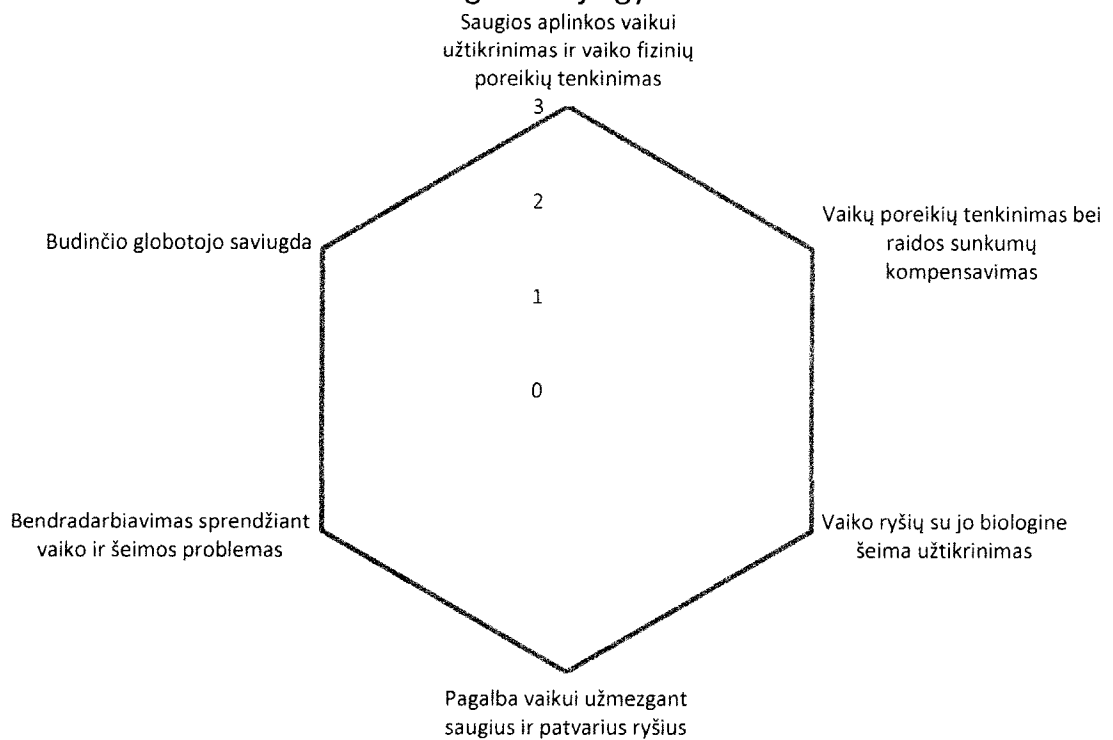 Saugios aplinkos vaikui
užtikrinimas ir vaiko fizinių
poreikių tenkinimas
3
2
1
0
Vaikų poreikių tenkinimas bei
raidos sunkumų
kompensavimas
Vaiko ryšių su jo biologine
šeima užtikrinimas
Pagalba vaikui užmezgant
saugius ir patvarius ryšius
Bendradarbiavimas sprendžiant
vaiko ir šeimos problemas
Budinčio globotojo saviugda